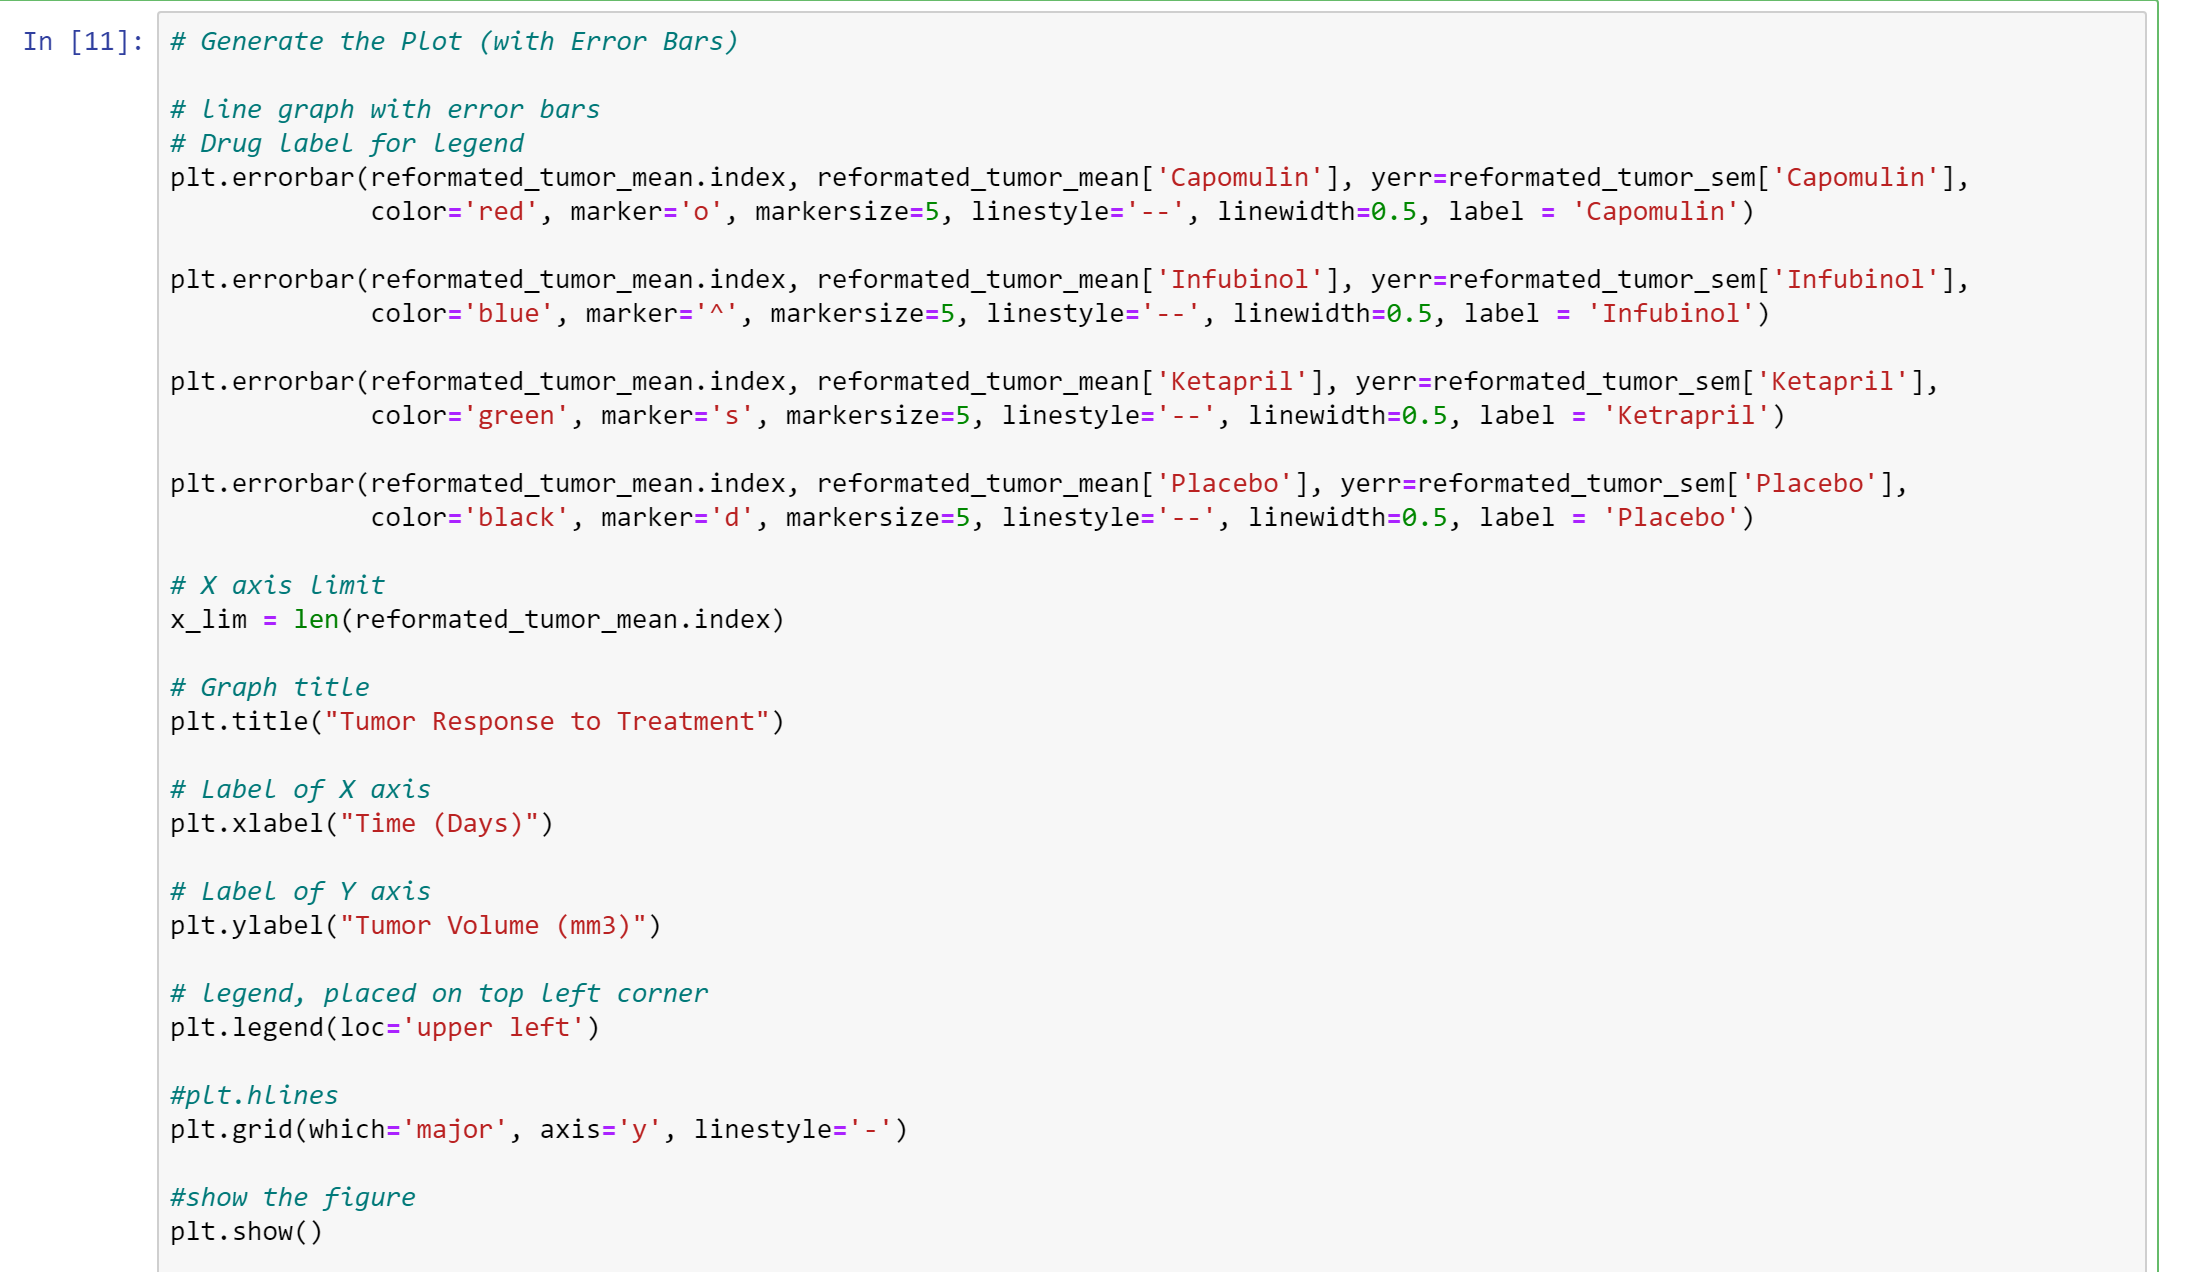 In [11]:
# Generate the Plot (with Error Bars)
# line graph with error bars
# Drug label for legend
plt.errorbar(reformated_tumor_mean.index, reformated_tumor_mean['Capomulin'], yerr=reformated_tumor_sem['Capomulin'],
             color='red', marker='o', markersize=5, linestyle='--', linewidth=0.5, label = 'Capomulin')
plt.errorbar(reformated_tumor_mean.index, reformated_tumor_mean['Infubinol'], yerr=reformated_tumor_sem['Infubinol'],
             color='blue', marker='^', markersize=5, linestyle='--', linewidth=0.5, label = 'Infubinol')
plt.errorbar(reformated_tumor_mean.index, reformated_tumor_mean['Ketapril'], yerr=reformated_tumor_sem['Ketapril'],
             color='green', marker='s', markersize=5, linestyle='--', linewidth=0.5, label = 'Ketrapril')
plt.errorbar(reformated_tumor_mean.index, reformated_tumor_mean['Placebo'], yerr=reformated_tumor_sem['Placebo'],
             color='black', marker='d', markersize=5, linestyle='--', linewidth=0.5, label = 'Placebo')
# X axis limit
x_lim = len(reformated_tumor_mean.index)
# Graph title
plt.title("Tumor Response to Treatment")
# Label of X axis
plt.xlabel("Time (Days)")
# Label of Y axis
plt.ylabel("Tumor Volume (mm3)")
# legend, placed on top left corner
plt.legend(loc='upper left')
#plt.hlines
plt.grid(which='major', axis='y', linestyle='-')
#show the figure
plt.show()